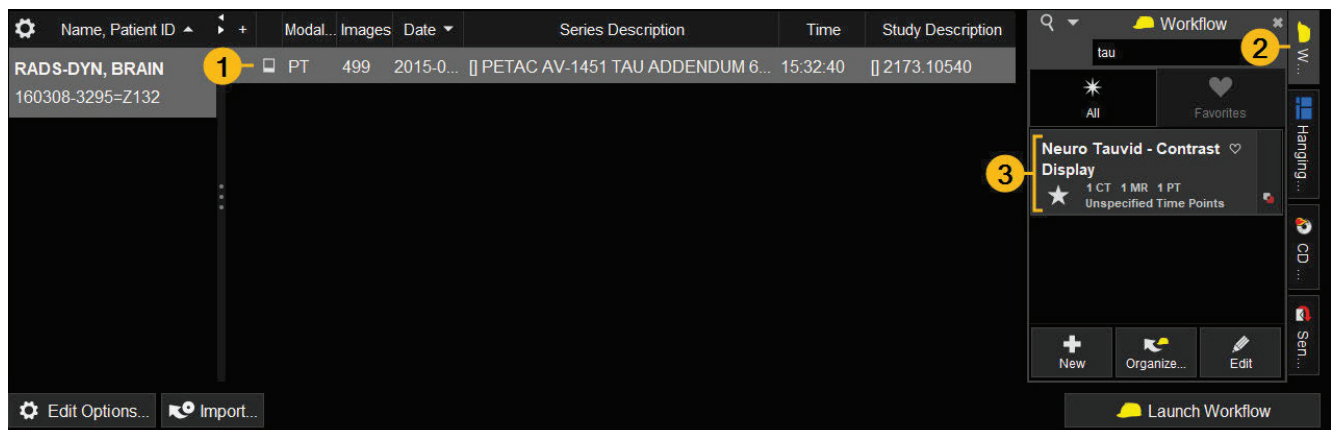 Name, Patient ID + Modal... Images Date Series Description Time Study Description
RADS-DYN, BRAIN
160308-3295=Z132
1
PT 499 2015-0... [] PETAC AV-1451 TAU ADDENDUM 6... 15:32:40 [] 2173.10540
Workflow
2
tau
All
Favorites
3
Neuro Tauvid - Contrast
Display
1 CT 1 MR 1 PT
Unspecified Time Points
New
Organize...
Edit
W...
Hanging...
CD ...
Sen...
Edit Options...
Import...
Launch Workflow